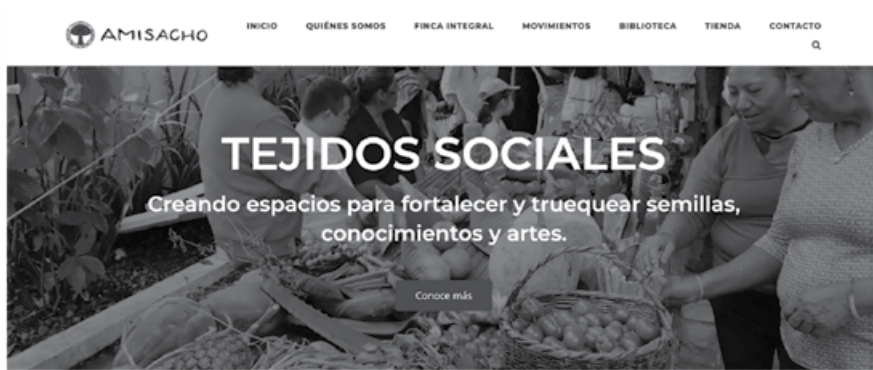 AMISACHO
INICIO QUIÉNES SOMOS FINCA INTEGRAL MOVIMIENTOS BIBLIOTECA TIENDA CONTACTO
TEJIDOS SOCIALES
Creando espacios para fortalecer y truequear semillas,
conocimientos y artes.
Conoce más